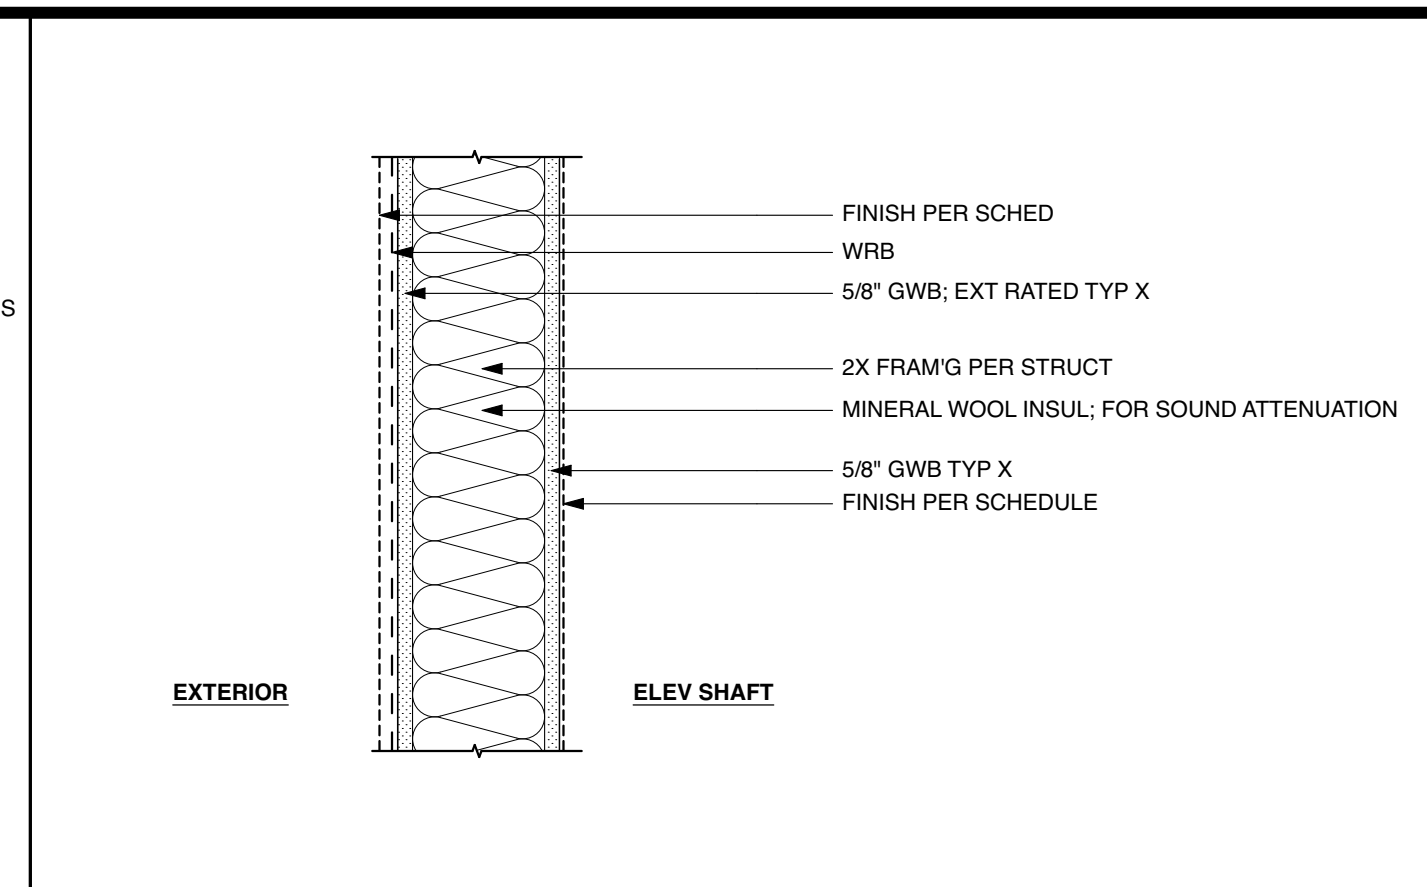 FINISH PER SCHED
WRB
5/8" GWB; EXT RATED TYP X
S
2X FRAM'G PER STRUCT
MINERAL WOOL INSUL; FOR SOUND ATTENUATION
5/8" GWB TYP X
FINISH PER SCHEDULE
EXTERIOR
ELEV SHAFT